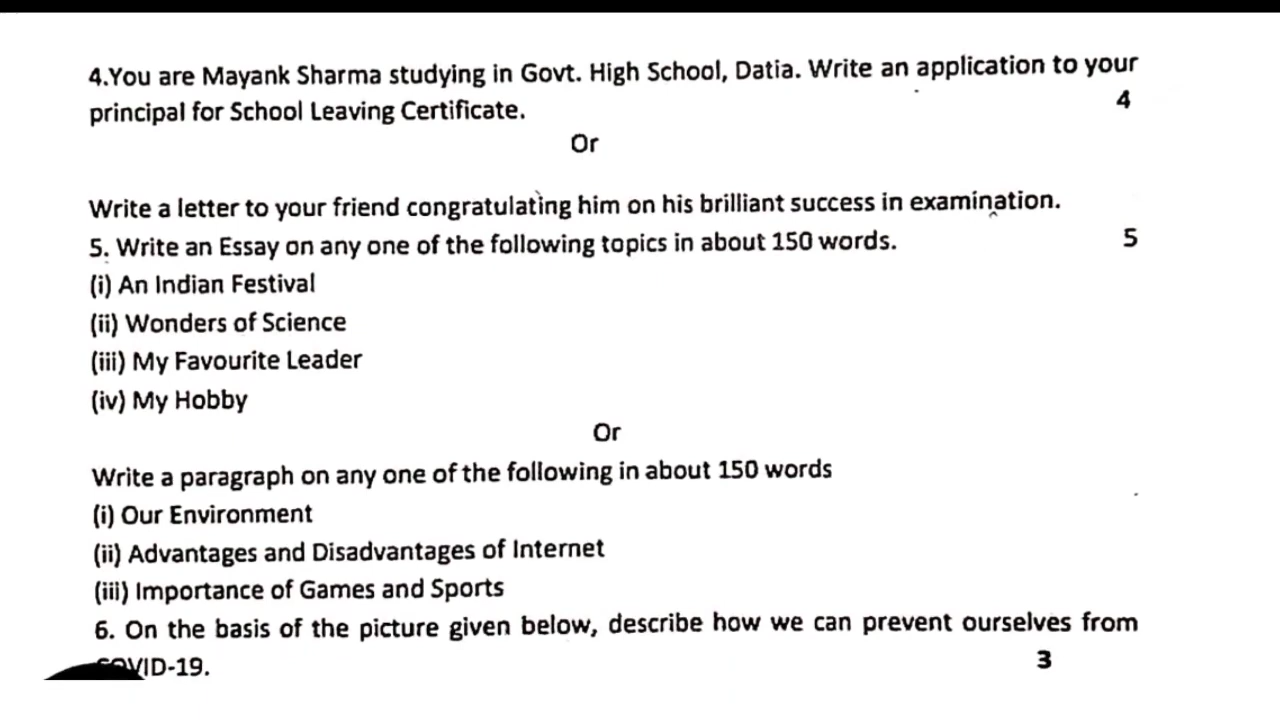 4.You are Mayank Sharma studying in Govt. High School, Datia. Write an application to your
principal for School Leaving Certificate. 4
Or
Write a letter to your friend congratulating him on his brilliant success in examination.
5. Write an Essay on any one of the following topics in about 150 words. 5
(i) An Indian Festival
(ii) Wonders of Science
(iii) My Favourite Leader
(iv) My Hobby
Or
Write a paragraph on any one of the following in about 150 words
(i) Our Environment
(ii) Advantages and Disadvantages of Internet
(iii) Importance of Games and Sports
6. On the basis of the picture given below, describe how we can prevent ourselves from
COVID-19. 3